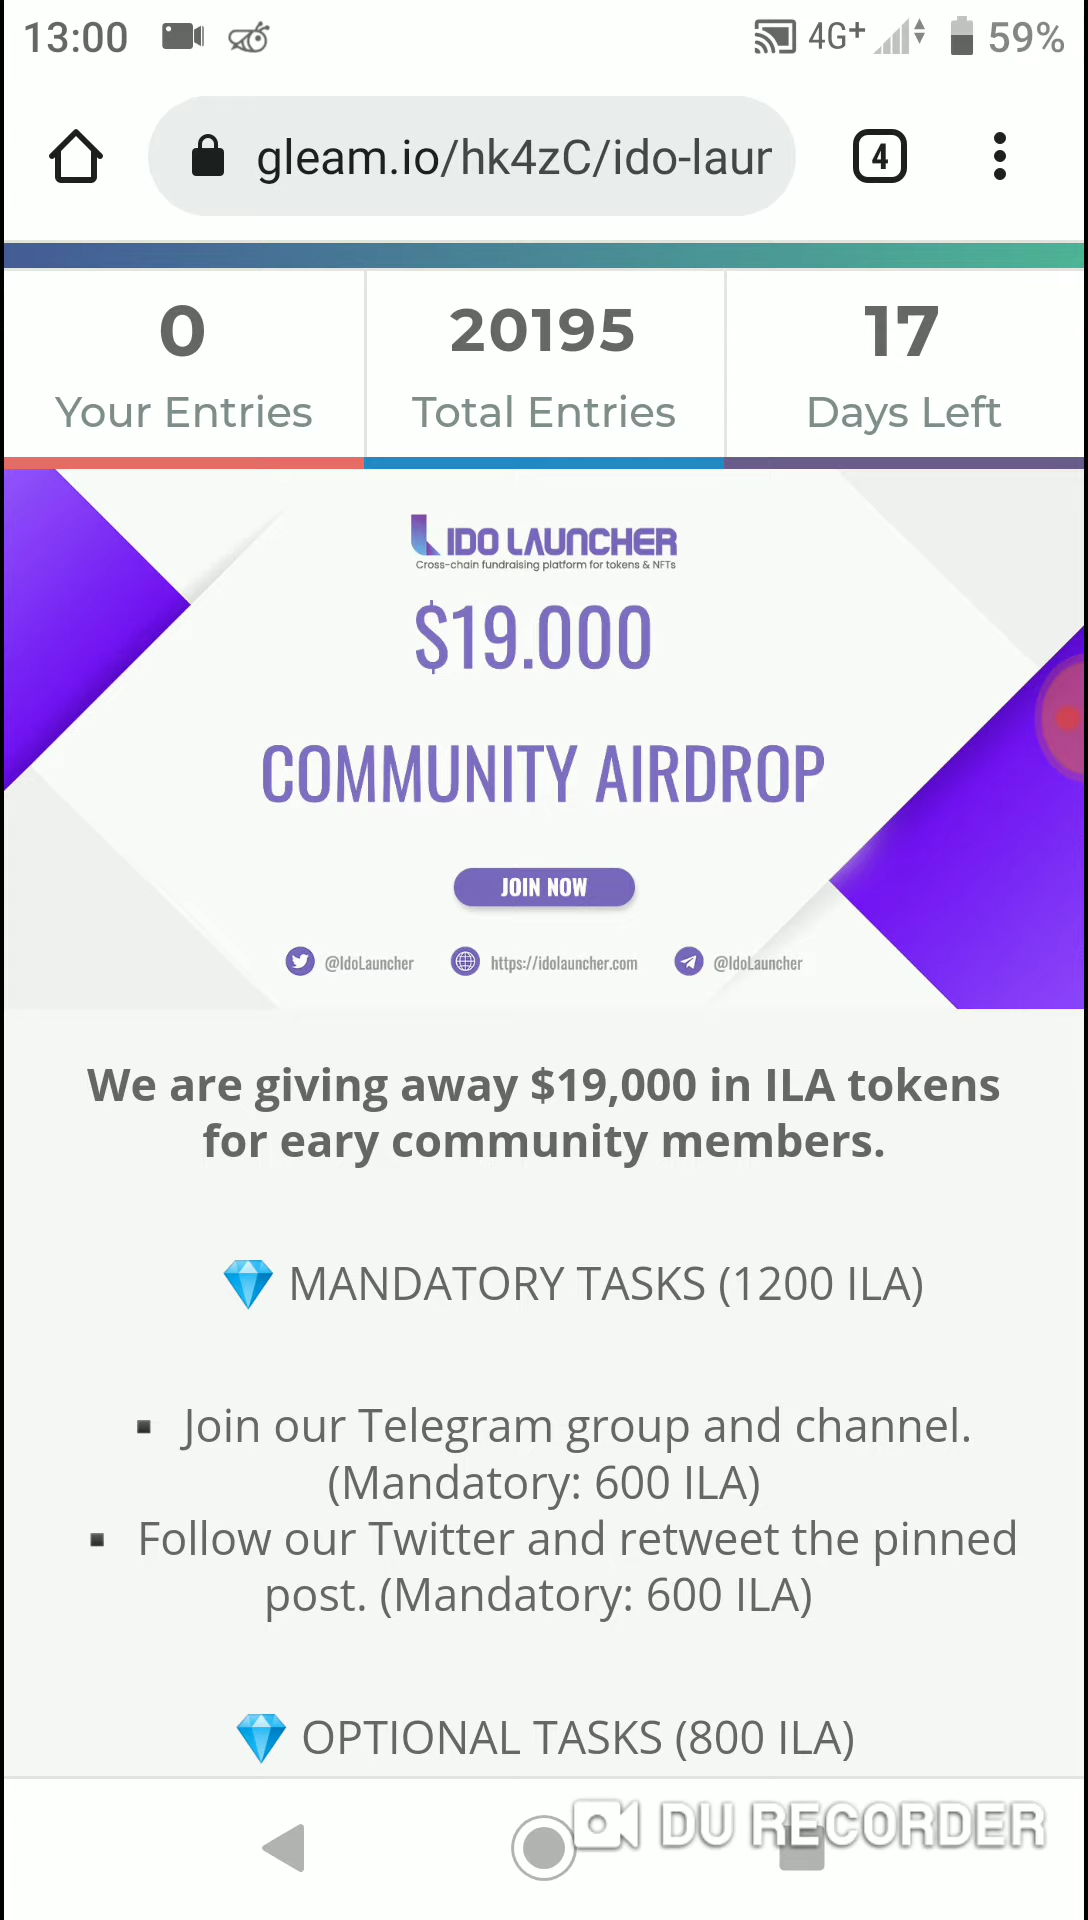 13:00 4G+ 59%
gleam.io/hk4zC/ido-laur 4
0 20195 17
Your Entries Total Entries Days Left
IDO LAUNCHER
Cross-chain fundraising platform for tokens & NFTs
$19.000
COMMUNITY AIRDROP
JOIN NOW
@IdoLauncher https://idolauncher.com @IdoLauncher
We are giving away $19,000 in ILA tokens
for eary community members.
💎 MANDATORY TASKS (1200 ILA)
▪ Join our Telegram group and channel.
(Mandatory: 600 ILA)
▪ Follow our Twitter and retweet the pinned
post. (Mandatory: 600 ILA)
💎 OPTIONAL TASKS (800 ILA)
DU RECORDER